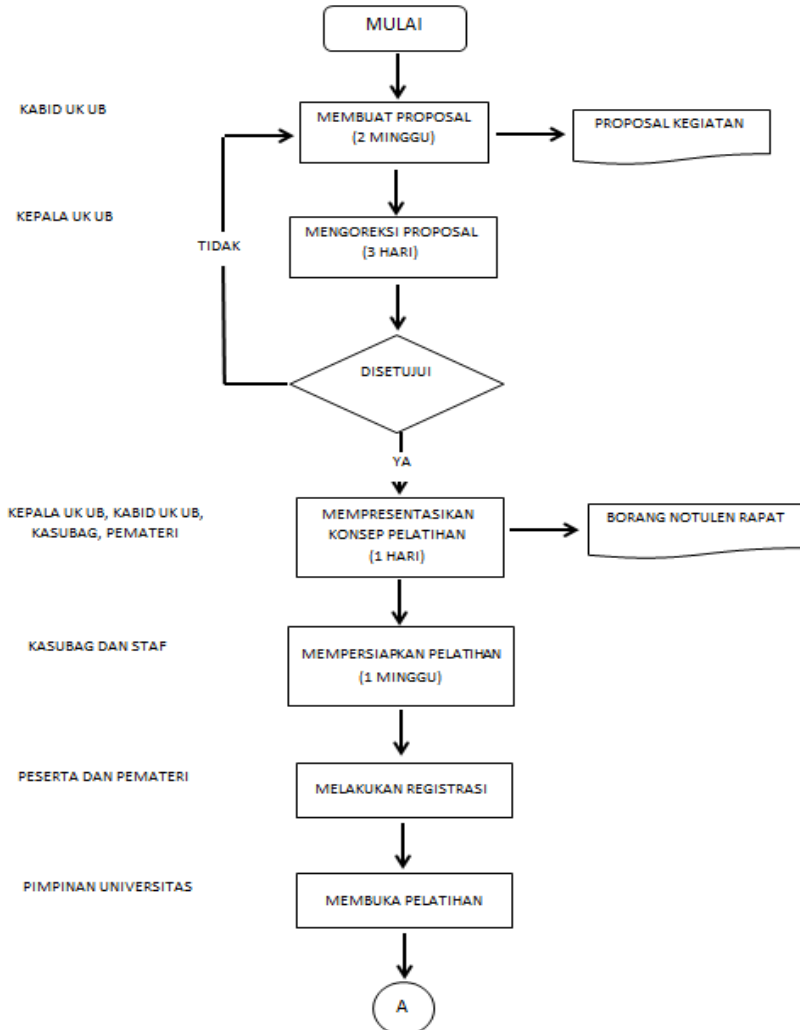 MULAI
KABID UK UB
MEMBUAT PROPOSAL
(2 MINGGU)
PROPOSAL KEGIATAN
KEPALA UK UB
MENGOREKSI PROPOSAL
(3 HARI)
TIDAK
DISETUJUI
YA
KEPALA UK UB, KABID UK UB,
KASUBAG, PEMATERI
MEMPRESENTASIKAN
KONSEP PELATIHAN
(1 HARI)
BORANG NOTULEN RAPAT
KASUBAG DAN STAF
MEMPERSIAPKAN PELATIHAN
(1 MINGGU)
PESERTA DAN PEMATERI
MELAKUKAN REGISTRASI
PIMPINAN UNIVERSITAS
MEMBUKA PELATIHAN
A